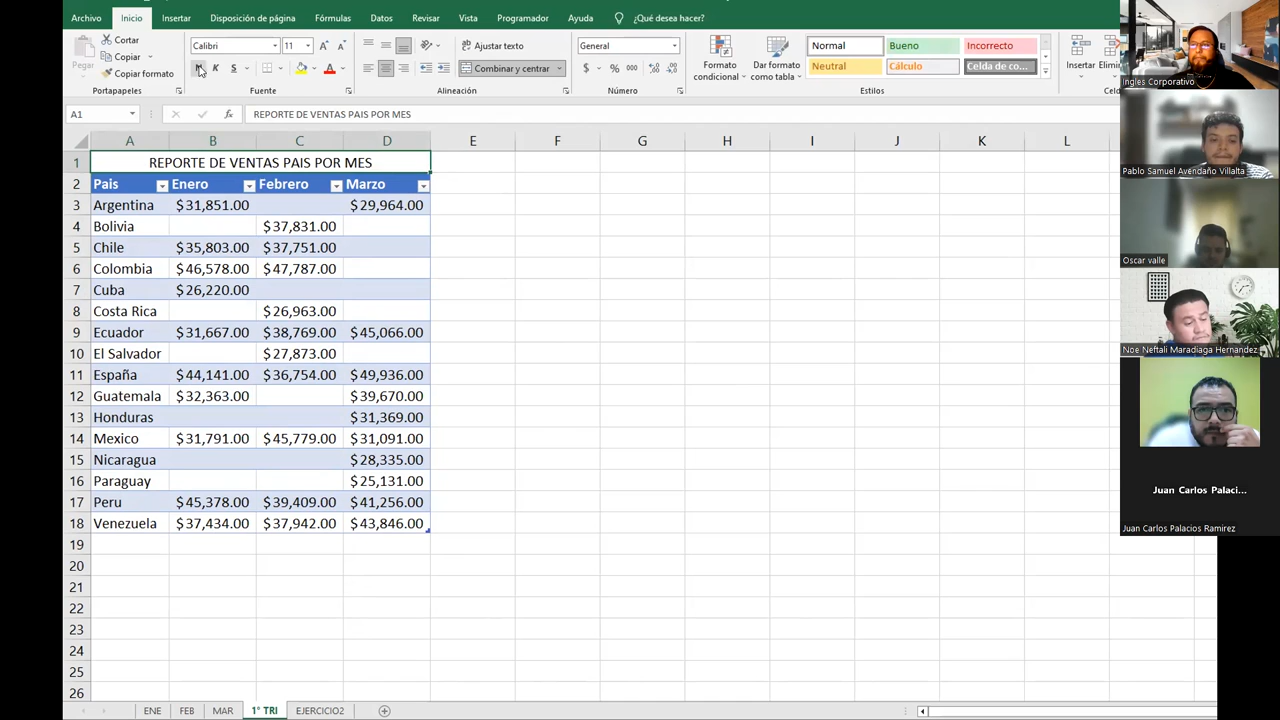 Archivo Inicio Insertar Disposición de página Fórmulas Datos Revisar Vista Programador Ayuda ¿Qué desea hacer?
Pegar
Cortar
Copiar
Copiar formato
Portapapeles
Calibri 11
K S
Fuente
Ajustar texto
Combinar y centrar
Alineación
General
$ % 000
Número
Formato condicional
Dar formato como tabla
Normal Bueno Incorrecto
Neutral Cálculo Celda de co...
Estilos
Insertar
A1 fx REPORTE DE VENTAS PAIS POR MES
A B C D E F G H I J K L
1 REPORTE DE VENTAS PAIS POR MES
2 Pais Enero Febrero Marzo
3 Argentina $31,851.00 $29,964.00
4 Bolivia $37,831.00
5 Chile $35,803.00 $37,751.00
6 Colombia $46,578.00 $47,787.00
7 Cuba $26,220.00
8 Costa Rica $26,963.00
9 Ecuador $31,667.00 $38,769.00 $45,066.00
10 El Salvador $27,873.00
11 España $44,141.00 $36,754.00 $49,936.00
12 Guatemala $32,363.00 $39,670.00
13 Honduras $31,369.00
14 Mexico $31,791.00 $45,779.00 $31,091.00
15 Nicaragua $28,335.00
16 Paraguay $25,131.00
17 Peru $45,378.00 $39,409.00 $41,256.00
18 Venezuela $37,434.00 $37,942.00 $43,846.00
19
20
21
22
23
24
25
26
ENE FEB MAR 1° TRI EJERCICIO2
Ingles Corporativo
Pablo Samuel Avendaño Villalta
Oscar valle
Noe Neftali Maradiaga Hernandez
Juan Carlos Palaci...
Juan Carlos Palacios Ramirez